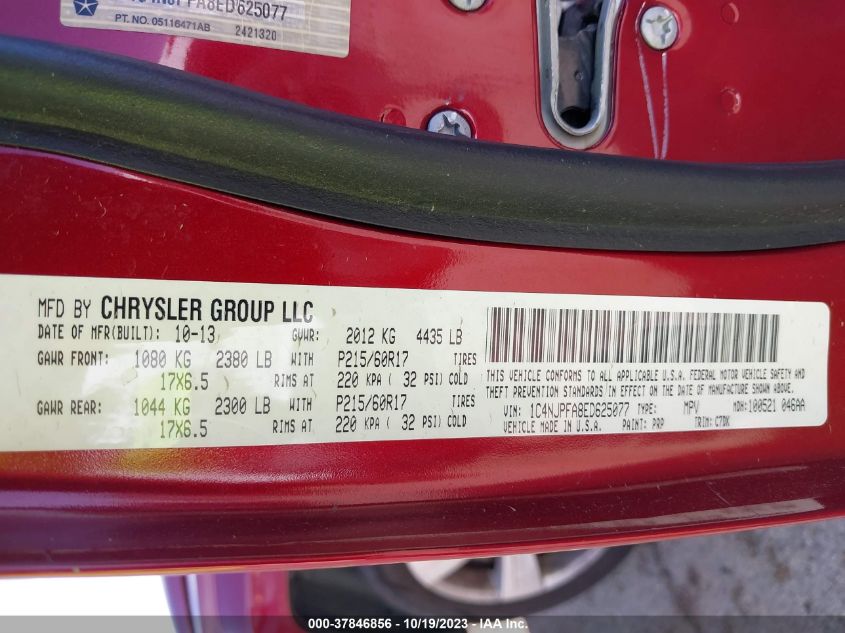 FA8ED625077
PT. NO. 05116471AB 2421320
MFD BY CHRYSLER GROUP LLC
DATE OF MFR(BUILT): 10-13 GVWR: 2012 KG 4435 LB
GAWR FRONT: 1080 KG 2380 LB WITH P215/60R17 TIRES
17X6.5 RIMS AT 220 KPA ( 32 PSI) COLD
GAWR REAR: 1044 KG 2300 LB WITH P215/60R17 TIRES
17X6.5 RIMS AT 220 KPA ( 32 PSI) COLD
THIS VEHICLE CONFORMS TO ALL APPLICABLE U.S.A. FEDERAL MOTOR VEHICLE SAFETY AND
THEFT PREVENTION STANDARDS IN EFFECT ON THE DATE OF MANUFACTURE SHOWN ABOVE.
VIN: 1C4NJPFA8ED625077 TYPE: MPV MDH: 100521 046AA
VEHICLE MADE IN U.S.A. PAINT: PRP TRIM: C7DK
000-37846856 - 10/19/2023 - IAA Inc.